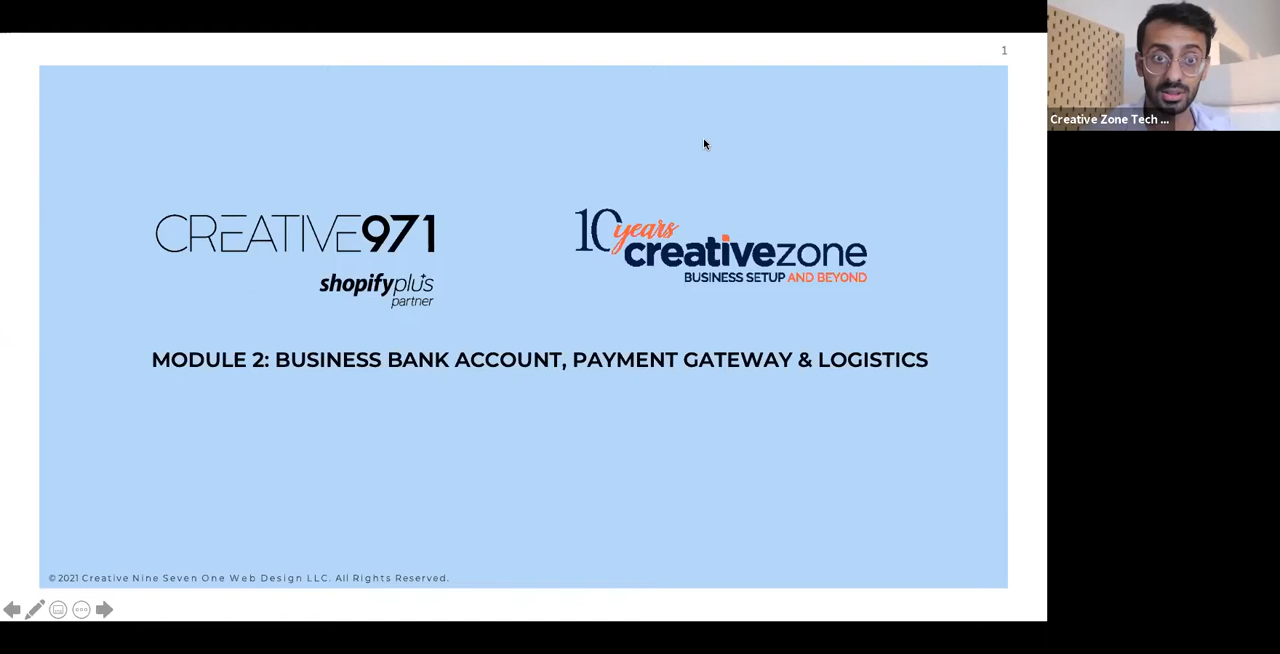 1
CREATIVE971
shopifyplus
partner
10 years
creativezone
BUSINESS SETUP AND BEYOND
MODULE 2: BUSINESS BANK ACCOUNT, PAYMENT GATEWAY & LOGISTICS
©2021 Creative Nine Seven One Web Design LLC. All Rights Reserved.
Creative Zone Tech ...